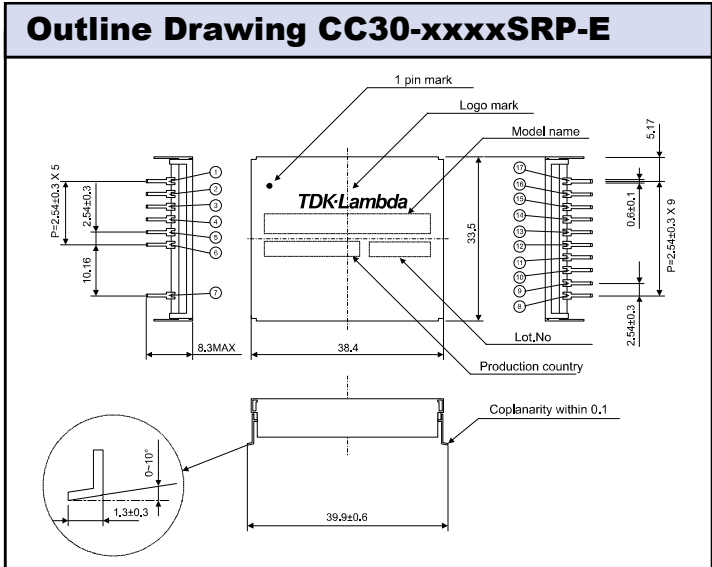 Outline Drawing CC30-xxxxSRP-E
1 pin mark
Logo mark
Model name
TDK·Lambda
Lot.No
Production country
P=2.54±0.3 X 5
2.54±0.3
10.16
8.3MAX
1
2
3
4
5
6
7
38.4
33.5
17
16
15
14
13
12
11
10
9
8
5.17
0.6±0.1
P=2.54±0.3 X 9
2.54±0.3
Coplanarity within 0.1
39.9±0.6
0~10°
1.3±0.3